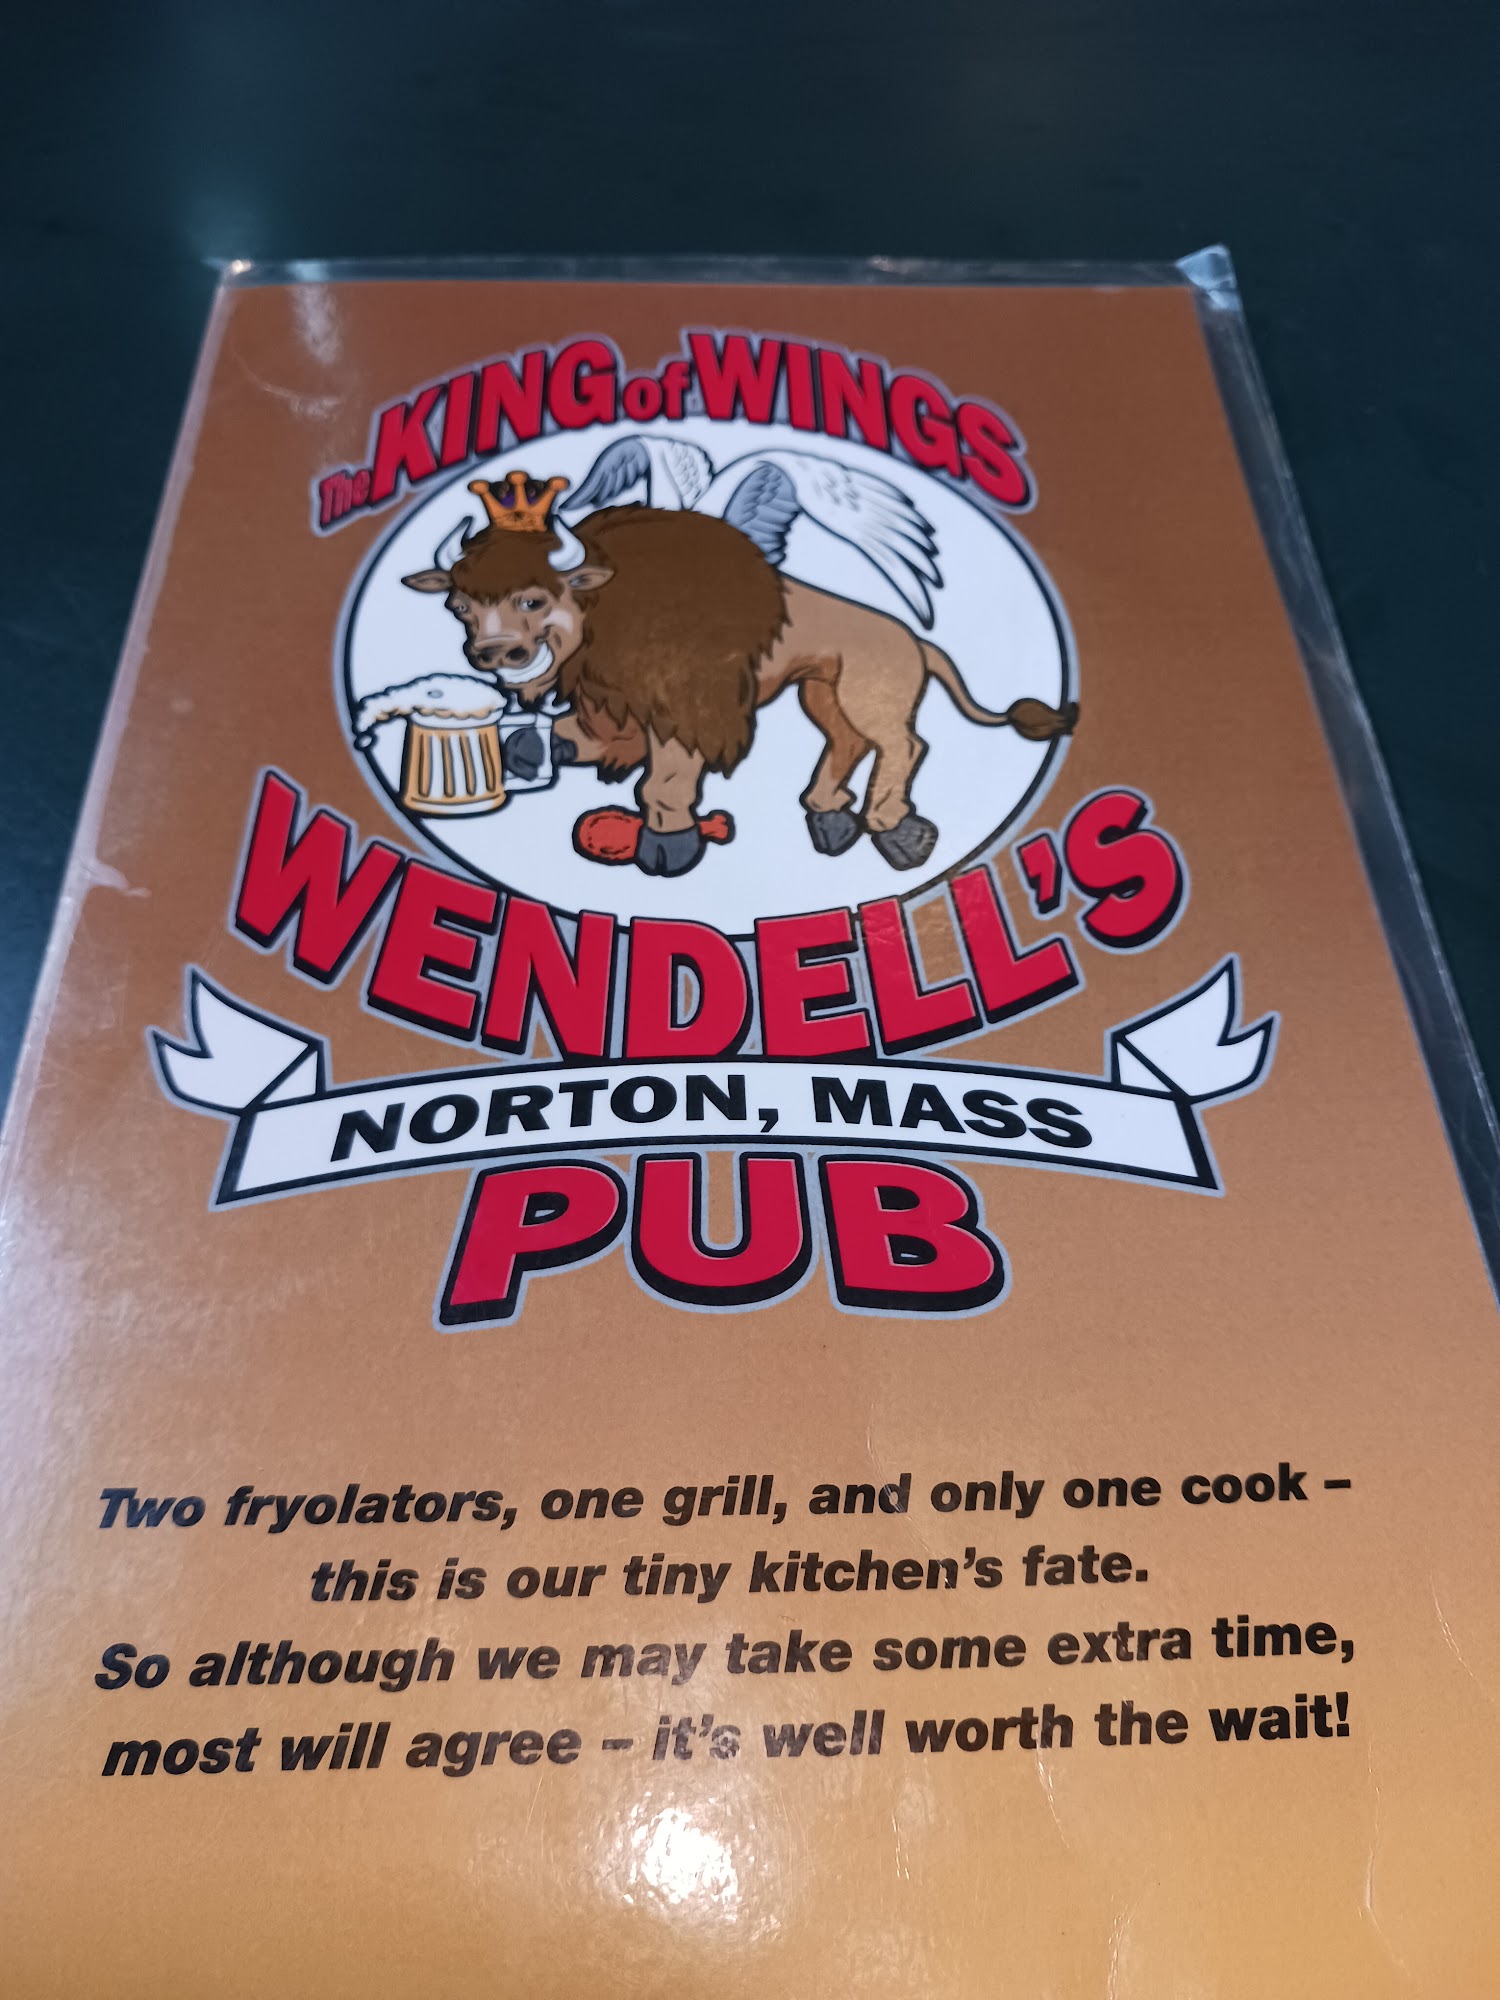 The KING of WINGS
WENDELL'S
NORTON, MASS
PUB
Two fryolators, one grill, and only one cook –
this is our tiny kitchen's fate.
So although we may take some extra time,
most will agree – it's well worth the wait!